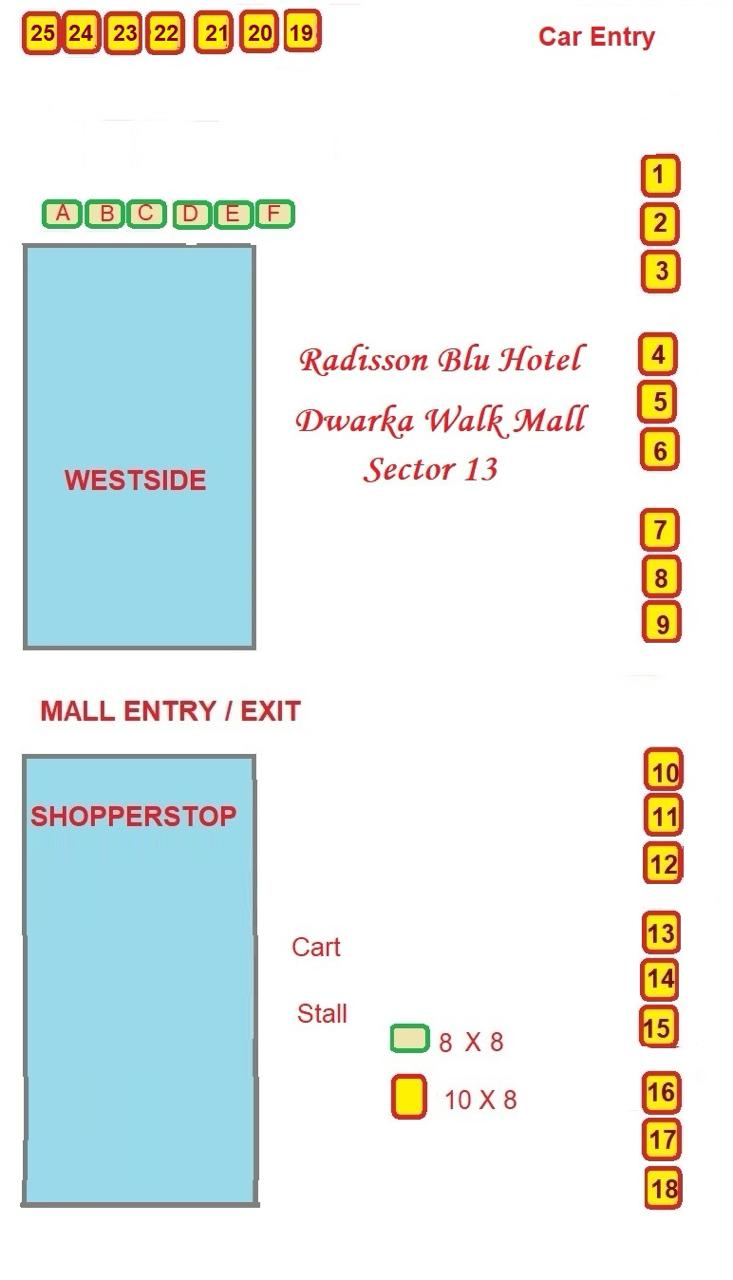 25 24 23 22 21 20 19
Car Entry
1
2
3
A B C D E F
Radisson Blu Hotel
Dwarka Walk Mall
Sector 13
4
5
6
WESTSIDE
7
8
9
MALL ENTRY / EXIT
SHOPPERSTOP
10
11
12
Cart
Stall
8 X 8
10 X 8
13
14
15
16
17
18